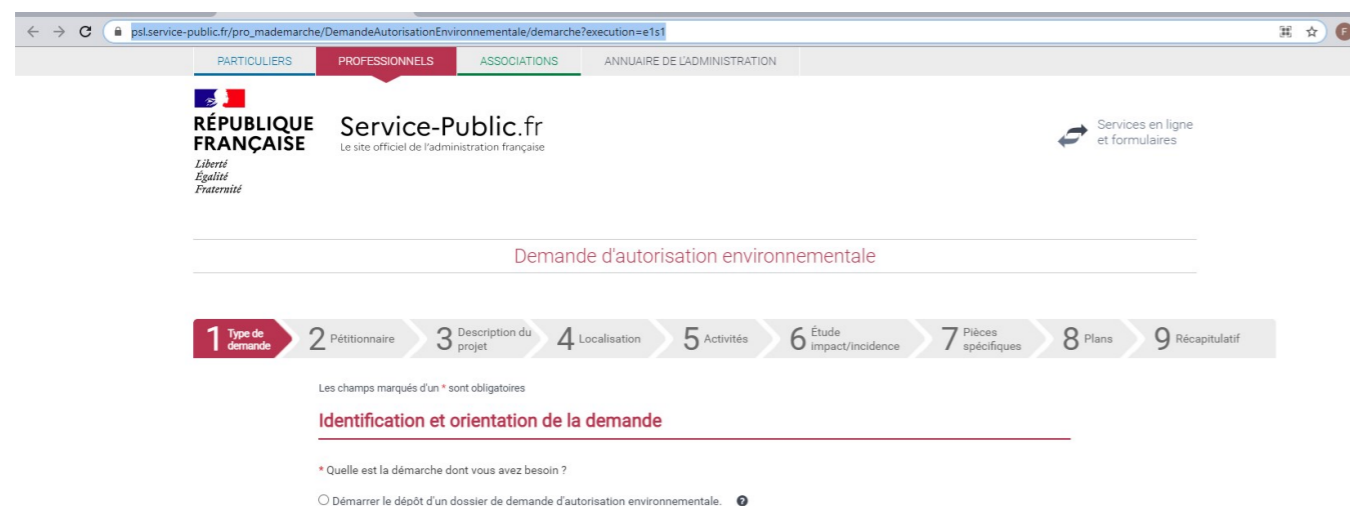 psl.service-public.fr/pro_mademarche/DemandeAutorisationEnvironnementale/demarche?execution=e1s1
F
PARTICULIERS PROFESSIONNELS ASSOCIATIONS ANNUAIRE DE L'ADMINISTRATION
RÉPUBLIQUE
FRANÇAISE
Liberté
Égalité
Fraternité
Service-Public.fr
Le site officiel de l'administration française
Services en ligne
et formulaires
Demande d'autorisation environnementale
1 Type de demande 2 Pétitionnaire 3 Description du projet 4 Localisation 5 Activités 6 Étude impact/incidence 7 Pièces spécifiques 8 Plans 9 Récapitulatif
Les champs marqués d'un * sont obligatoires
Identification et orientation de la demande
* Quelle est la démarche dont vous avez besoin ?
Démarrer le dépôt d'un dossier de demande d'autorisation environnementale. ?